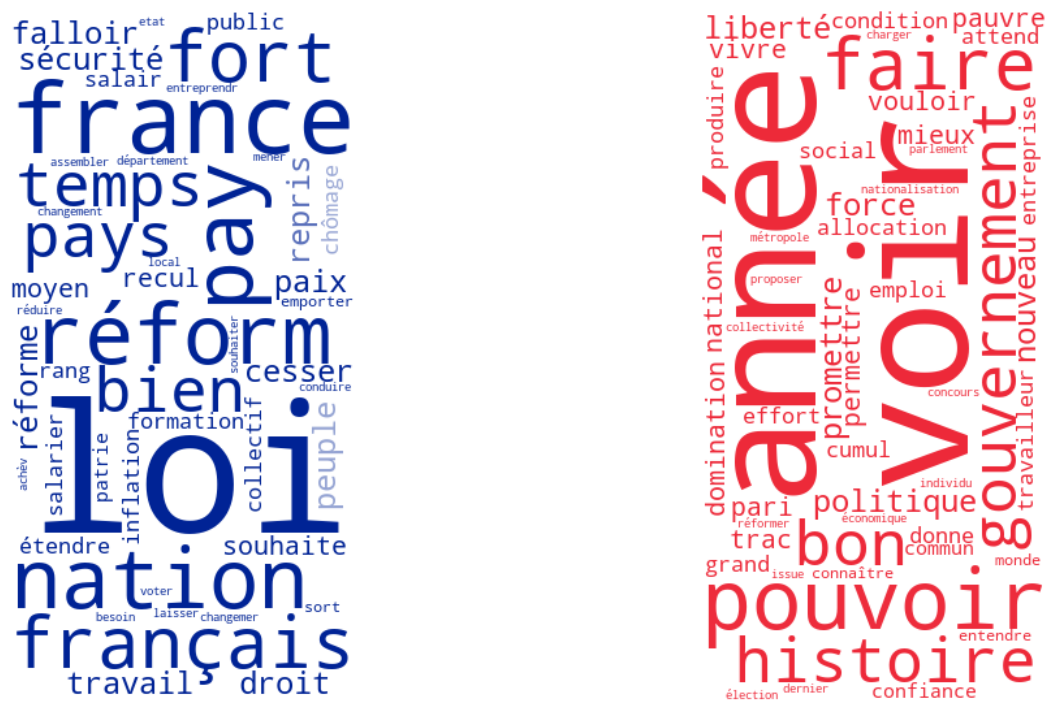 falloir
etat
public
sécurité
fort
salair
entreprendr
france
assembler
département
mener
temps
pay
repris
chômage
changement
pays
local
recul
paix
moyen
emporter
réduire
réform
souhaiter
réforme
rang
bien
cesser
conduire
loi
formation
collectif
peuple
achèv
salarier
patrie
inflation
étendre
souhaite
nation
voter
sort
besoin
laisser
changemer
français
travail
droit
liberté
condition
pauvre
charger
attend
vivre
faire
produire
année
vouloir
voir
mieux
social
parlement
gouvernement
entreprise
nationalisation
force
allocation
métropole
national
proposer
emploi
promettre
permettre
nouveau
collectivité
domination
concours
travailleur
effort
cumul
individu
pari
politique
réformer
économique
trac
bon
donne
commun
grand
issue
connaître
monde
pouvoir
entendre
histoire
élection
dernier
confiance